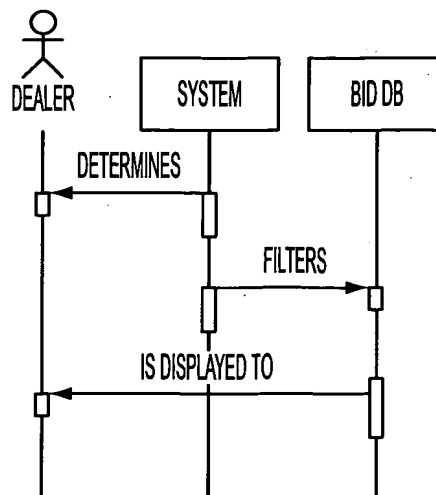 DEALER
SYSTEM
BID DB
DETERMINES
FILTERS
IS DISPLAYED TO